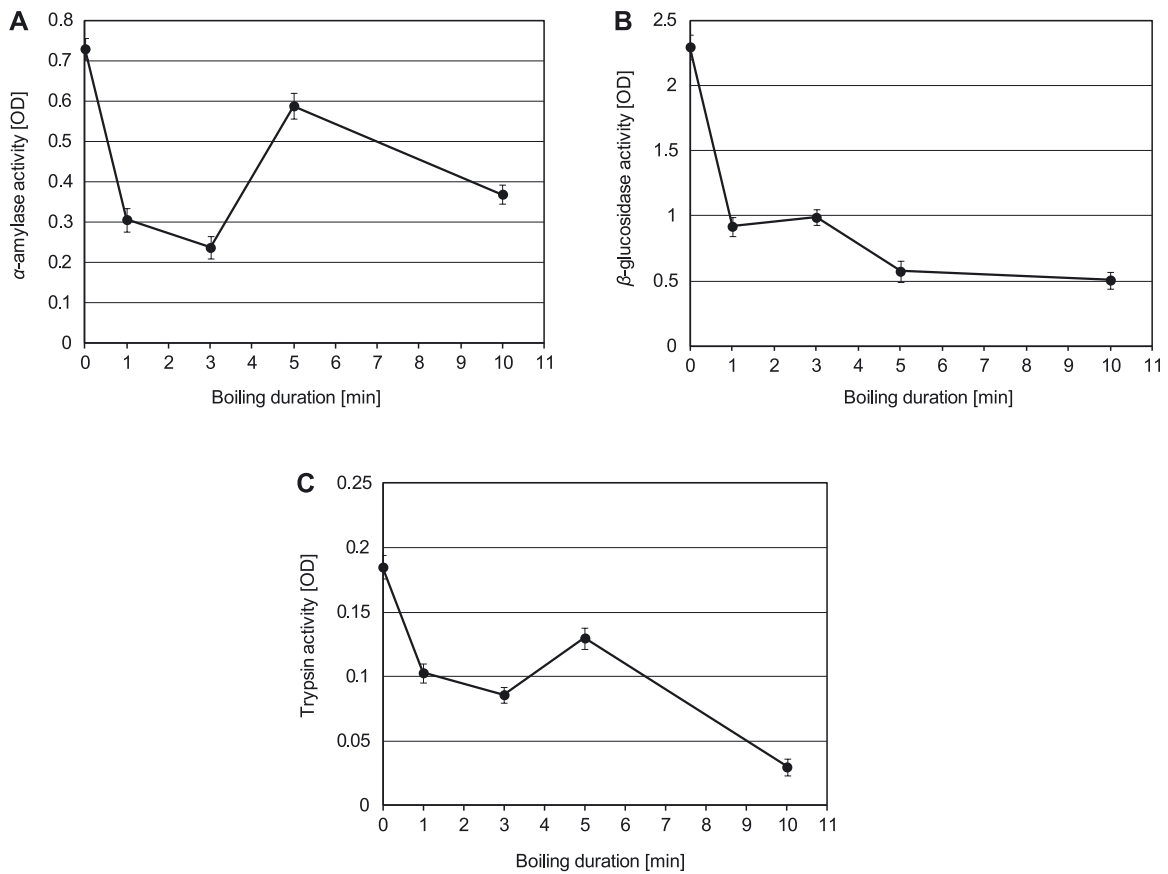 A
0.8
0.7
0.6
0.5
0.4
0.3
0.2
0.1
0
α-amylase activity [OD]
0 1 2 3 4 5 6 7 8 9 10 11
Boiling duration [min]
B
2.5
2
1.5
1
0.5
0
β-glucosidase activity [OD]
0 1 2 3 4 5 6 7 8 9 10 11
Boiling duration [min]
C
0.25
0.2
0.15
0.1
0.05
0
Trypsin activity [OD]
0 1 2 3 4 5 6 7 8 9 10 11
Boiling duration [min]